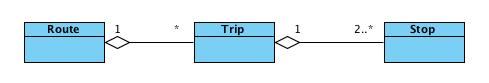 Route 1 * Trip 1 2..* Stop